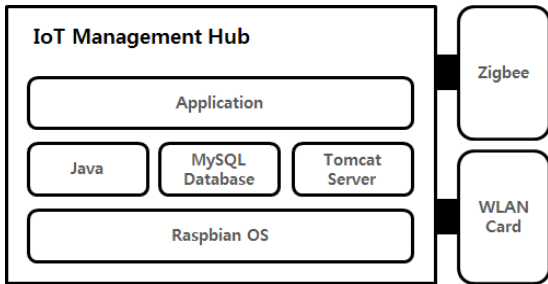 IoT Management Hub
Application
Java
MySQL
Database
Tomcat
Server
Raspbian OS
Zigbee
WLAN
Card